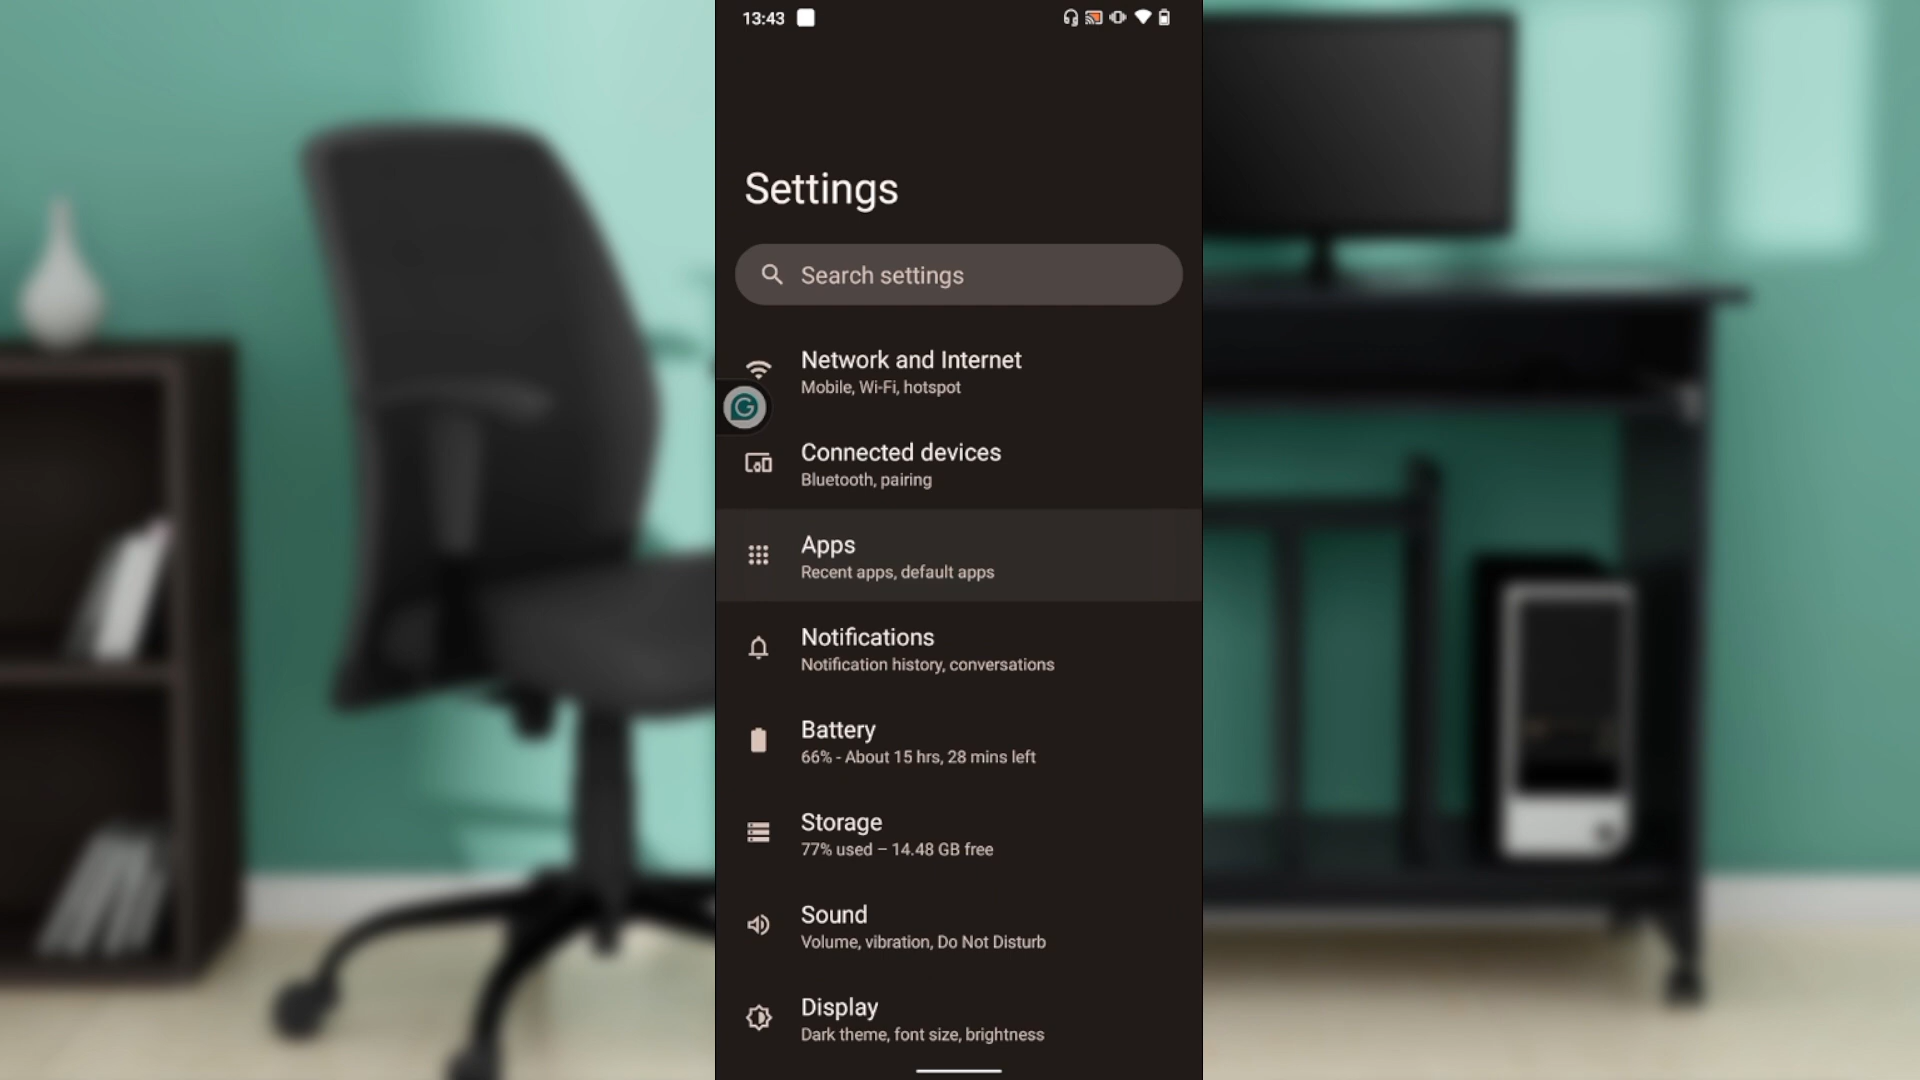 13:43
Settings
Search settings
Network and Internet
Mobile, Wi-Fi, hotspot
Connected devices
Bluetooth, pairing
Apps
Recent apps, default apps
Notifications
Notification history, conversations
Battery
66% - About 15 hrs, 28 mins left
Storage
77% used – 14.48 GB free
Sound
Volume, vibration, Do Not Disturb
Display
Dark theme, font size, brightness